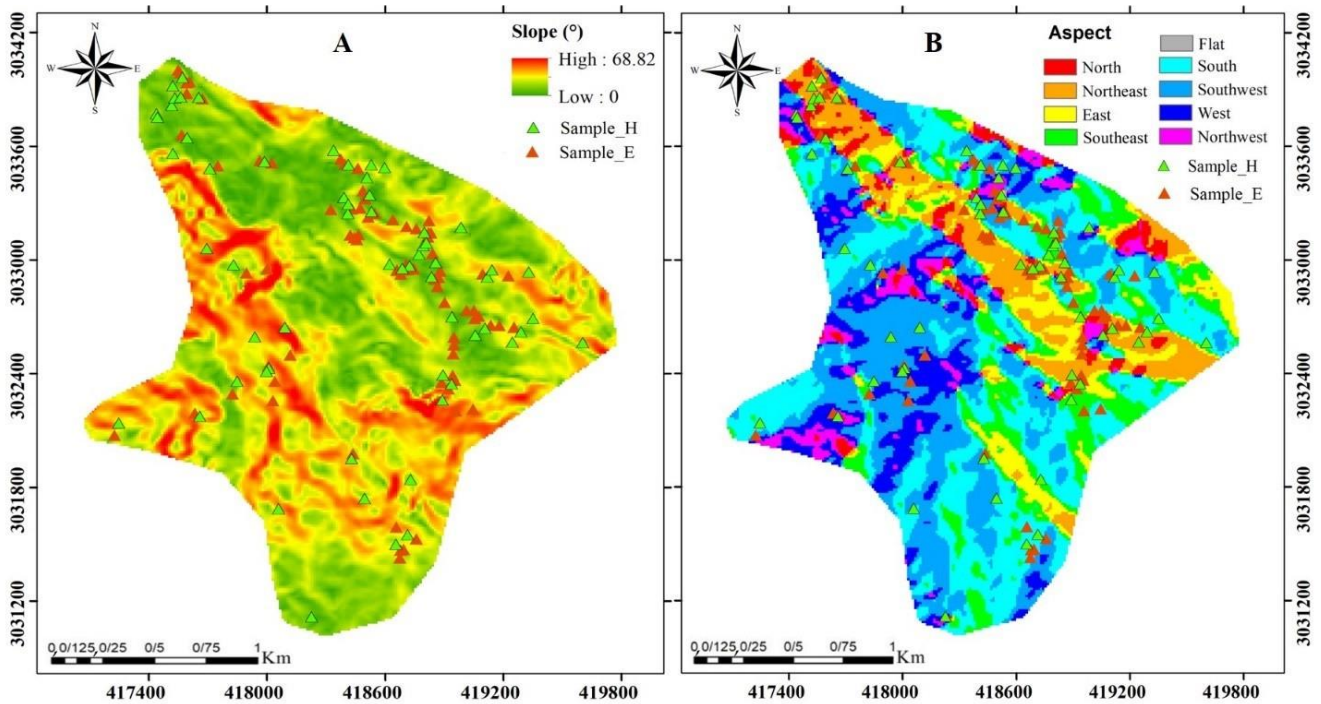 A
N
W E
S
Slope (°)
High : 68.82
Low : 0
Sample_H
Sample_E
3034200
3033600
3033000
3032400
3031800
3031200
0 0/125 0/25 0/5 0/75 1
Km
417400 418000 418600 419200 419800
B
N
W E
S
Aspect
North
Northeast
East
Southeast
Flat
South
Southwest
West
Northwest
Sample_H
Sample_E
3034200
3033600
3033000
3032400
3031800
3031200
0 0/125 0/25 0/5 0/75 1
Km
417400 418000 418600 419200 419800